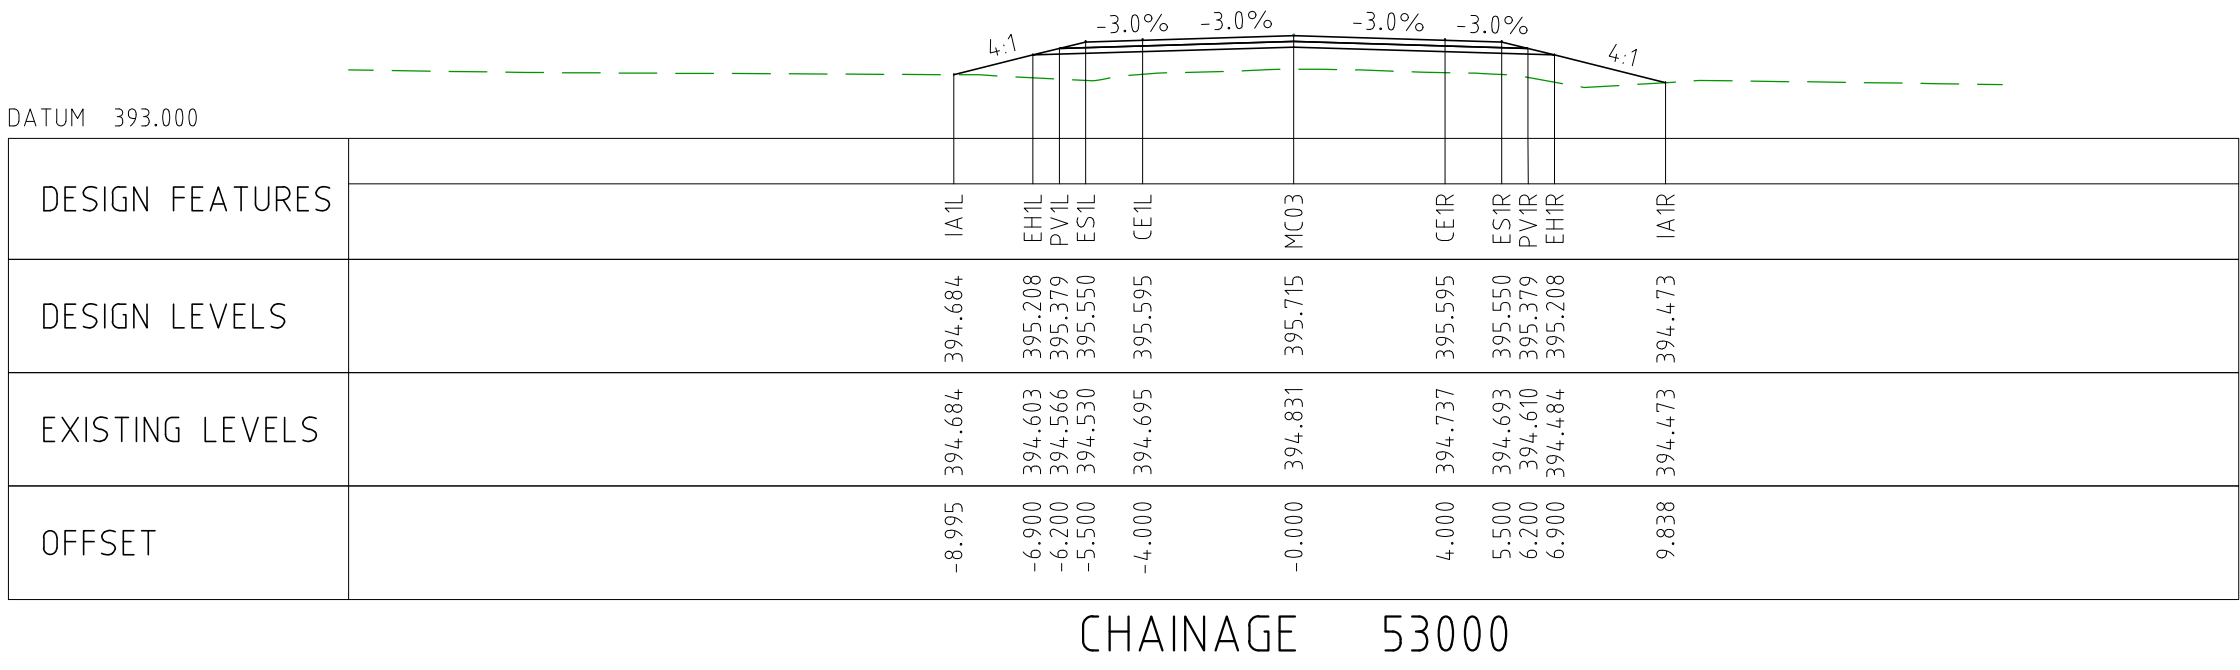 -3.0% -3.0% -3.0% -3.0%
4:1 4:1
DATUM 393.000
DESIGN FEATURES IA1L EH1L PV1L ES1L CE1L MC03 CE1R ES1R PV1R EH1R IA1R
DESIGN LEVELS 394.684 395.208 395.379 395.550 395.595 395.715 395.595 395.550 395.379 395.208 394.473
EXISTING LEVELS 394.684 394.603 394.566 394.530 394.695 394.831 394.737 394.693 394.610 394.484 394.473
OFFSET -8.995 -6.900 -6.200 -5.500 -4.000 -0.000 4.000 5.500 6.200 6.900 9.838
CHAINAGE 53000